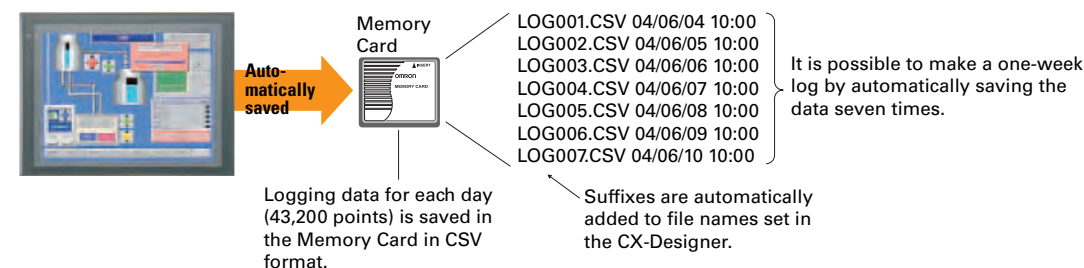 Auto-
matically
saved
Memory
Card
INSERT
OMRON
MEMORY CARD
LOG001.CSV 04/06/04 10:00
LOG002.CSV 04/06/05 10:00
LOG003.CSV 04/06/06 10:00
LOG004.CSV 04/06/07 10:00
LOG005.CSV 04/06/08 10:00
LOG006.CSV 04/06/09 10:00
LOG007.CSV 04/06/10 10:00
It is possible to make a one-week
log by automatically saving the
data seven times.
Logging data for each day
(43,200 points) is saved in
the Memory Card in CSV
format.
Suffixes are automatically
added to file names set in
the CX-Designer.